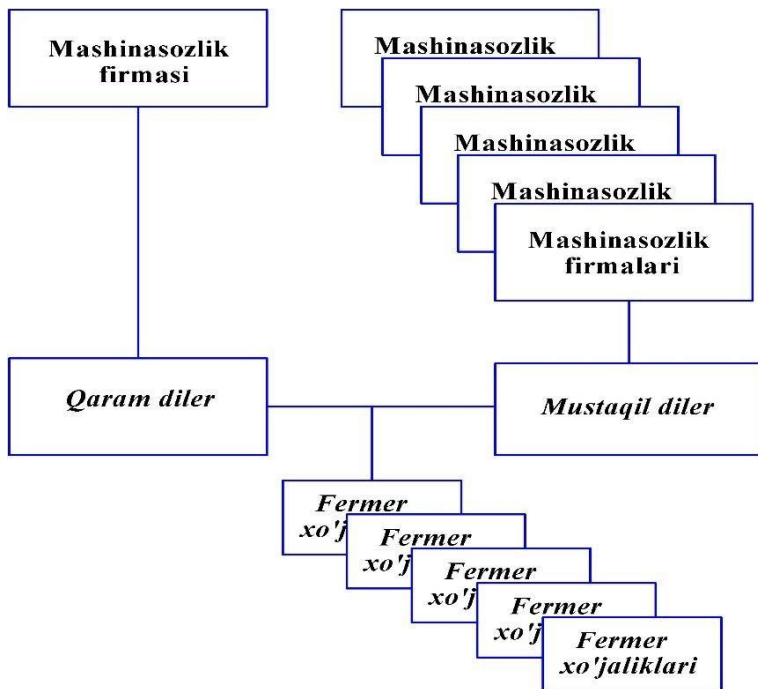 Mashinasozlik
firmasi
Mashinasozlik
Mashinasozlik
Mashinasozlik
Mashinasozlik
Mashinasozlik
firmalari
Qaram diler
Mustaqil diler
Fermer
xo'j
Fermer
xo'j
Fermer
xo'j
Fermer
xo'j
Fermer
xo'jaliklari